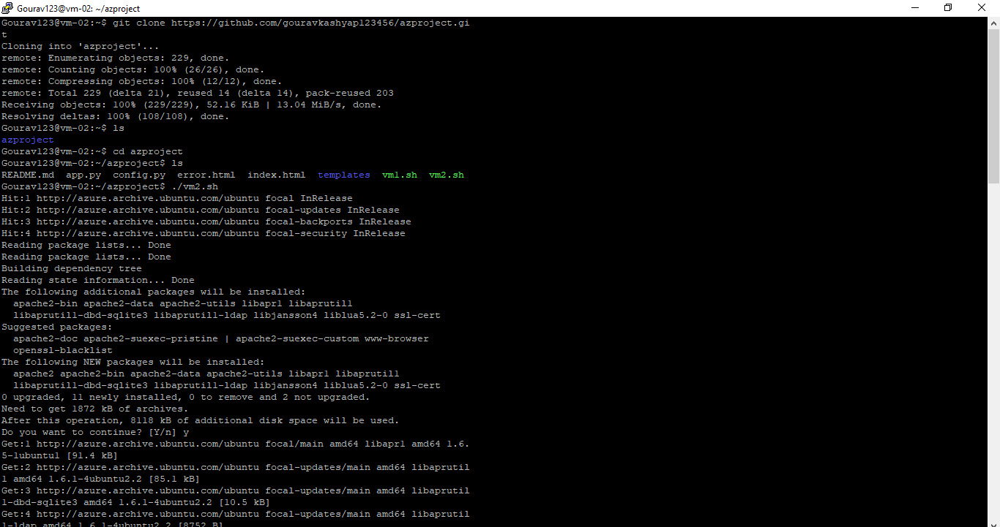 Gourav123@vm-02: ~/azproject
Gourav123@vm-02:~$ git clone https://github.com/gouravkashyap123456/azproject.gi
t
Cloning into 'azproject'...
remote: Enumerating objects: 229, done.
remote: Counting objects: 100% (26/26), done.
remote: Compressing objects: 100% (12/12), done.
remote: Total 229 (delta 21), reused 14 (delta 14), pack-reused 203
Receiving objects: 100% (229/229), 52.16 KiB | 13.04 MiB/s, done.
Resolving deltas: 100% (108/108), done.
Gourav123@vm-02:~$ ls
azproject
Gourav123@vm-02:~$ cd azproject
Gourav123@vm-02:~/azproject$ ls
README.md  app.py  config.py  error.html  index.html  templates  vm1.sh  vm2.sh
Gourav123@vm-02:~/azproject$ ./vm2.sh
Hit:1 http://azure.archive.ubuntu.com/ubuntu focal InRelease
Hit:2 http://azure.archive.ubuntu.com/ubuntu focal-updates InRelease
Hit:3 http://azure.archive.ubuntu.com/ubuntu focal-backports InRelease
Hit:4 http://azure.archive.ubuntu.com/ubuntu focal-security InRelease
Reading package lists... Done
Reading package lists... Done
Building dependency tree
Reading state information... Done
The following additional packages will be installed:
  apache2-bin apache2-data apache2-utils libapr1 libaprutil1
  libaprutil1-dbd-sqlite3 libaprutil1-ldap libjansson4 liblua5.2-0 ssl-cert
Suggested packages:
  apache2-doc apache2-suexec-pristine | apache2-suexec-custom www-browser
  openssl-blacklist
The following NEW packages will be installed:
  apache2 apache2-bin apache2-data apache2-utils libapr1 libaprutil1
  libaprutil1-dbd-sqlite3 libaprutil1-ldap libjansson4 liblua5.2-0 ssl-cert
0 upgraded, 11 newly installed, 0 to remove and 2 not upgraded.
Need to get 1872 kB of archives.
After this operation, 8118 kB of additional disk space will be used.
Do you want to continue? [Y/n] y
Get:1 http://azure.archive.ubuntu.com/ubuntu focal/main amd64 libapr1 amd64 1.6.
5-1ubuntu1 [91.4 kB]
Get:2 http://azure.archive.ubuntu.com/ubuntu focal-updates/main amd64 libaprutil
1 amd64 1.6.1-4ubuntu2.2 [85.1 kB]
Get:3 http://azure.archive.ubuntu.com/ubuntu focal-updates/main amd64 libaprutil
1-dbd-sqlite3 amd64 1.6.1-4ubuntu2.2 [10.5 kB]
Get:4 http://azure.archive.ubuntu.com/ubuntu focal-updates/main amd64 libaprutil
1-ldap amd64 1.6.1-4ubuntu2.2 [8752 B]